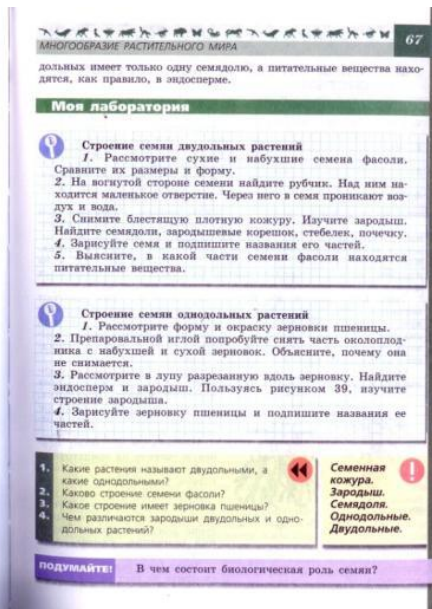 МНОГООБРАЗИЕ РАСТИТЕЛЬНОГО МИРА
67
дольных имеет только одну семядолю, а питательные вещества нахо-
дятся, как правило, в эндосперме.
Моя лаборатория
Строение семян двудольных растений
1. Рассмотрите сухие и набухшие семена фасоли.
Сравните их размеры и форму.
2. На вогнутой стороне семени найдите рубчик. Над ним на-
ходится маленькое отверстие. Через него в семя проникают воз-
дух и вода.
3. Снимите блестящую плотную кожуру. Изучите зародыш.
Найдите семядоли, зародышевые корешок, стебелек, почечку.
4. Зарисуйте семя и подпишите названия его частей.
5. Выясните, в какой части семени фасоли находятся
питательные вещества.
Строение семян однодольных растений
1. Рассмотрите форму и окраску зерновки пшеницы.
2. Препаровальной иглой попробуйте снять часть околоплод-
ника с набухшей и сухой зерновок. Объясните, почему она
не снимается.
3. Рассмотрите в лупу разрезанную вдоль зерновку. Найдите
эндосперм и зародыш. Пользуясь рисунком 39, изучите
строение зародыша.
4. Зарисуйте зерновку пшеницы и подпишите названия ее
частей.
1. Какие растения называют двудольными, а
какие однодольными?
2. Каково строение семени фасоли?
3. Какое строение имеет зерновка пшеницы?
4. Чем различаются зародыши двудольных и одно-
дольных растений?
Семенная
кожура.
Зародыш.
Семядоля.
Однодольные.
Двудольные.
ПОДУМАЙТЕ!
В чем состоит биологическая роль семян?